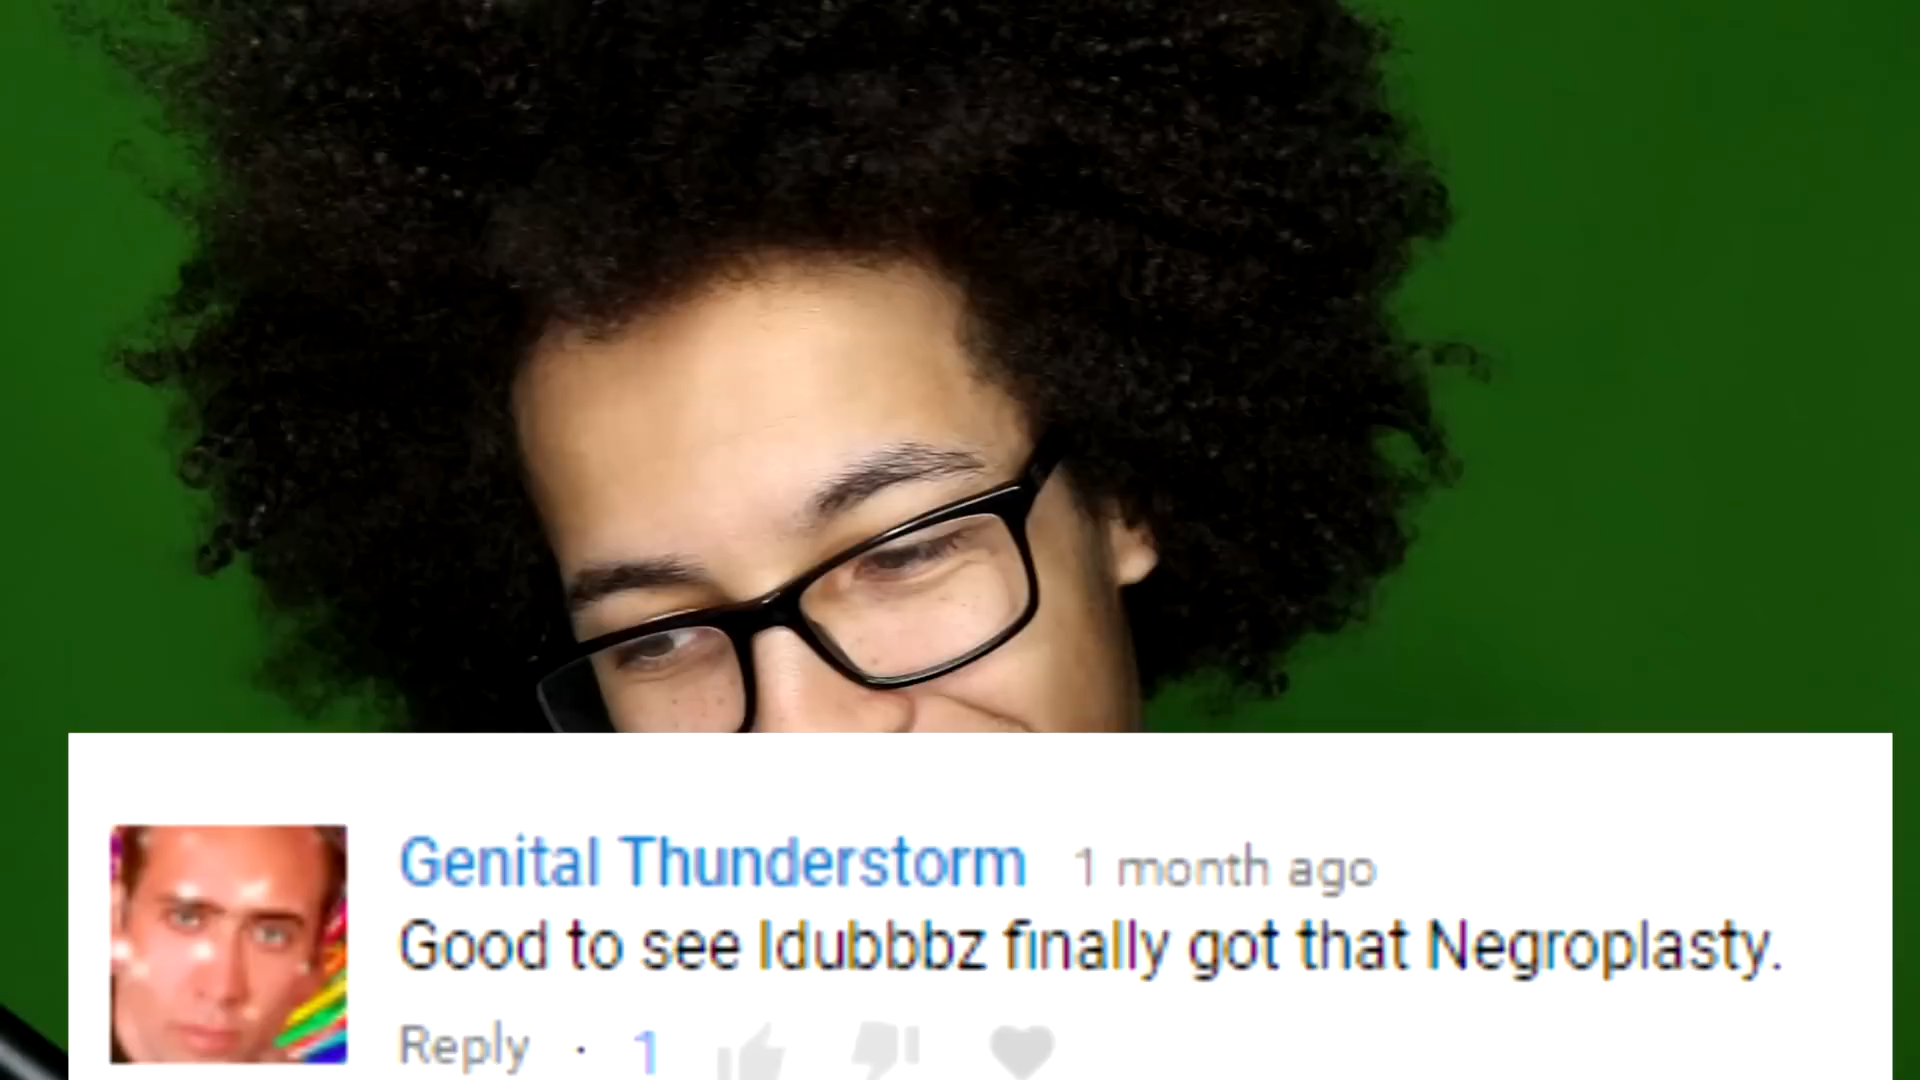 Genital Thunderstorm 1 month ago
Good to see Idubbbz finally got that Negroplasty.
Reply · 1